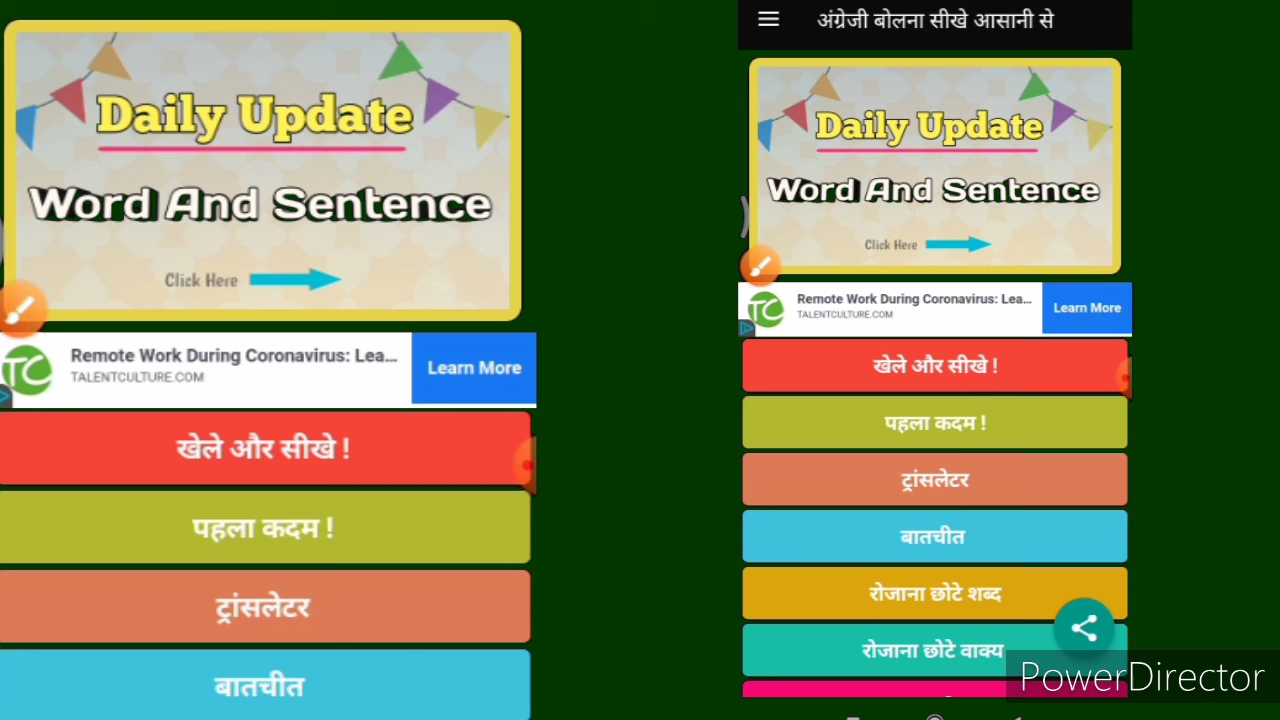 Daily Update
Word And Sentence
Click Here
Remote Work During Coronavirus: Lea...
TALENTCULTURE.COM
Learn More
खेले और सीखे !
पहला कदम !
ट्रांसलेटर
बातचीत
अंग्रेजी बोलना सीखे आसानी से
Daily Update
Word And Sentence
Click Here
Remote Work During Coronavirus: Lea...
TALENTCULTURE.COM
Learn More
खेले और सीखे !
पहला कदम !
ट्रांसलेटर
बातचीत
रोजाना छोटे शब्द
रोजाना छोटे वाक्य
PowerDirector